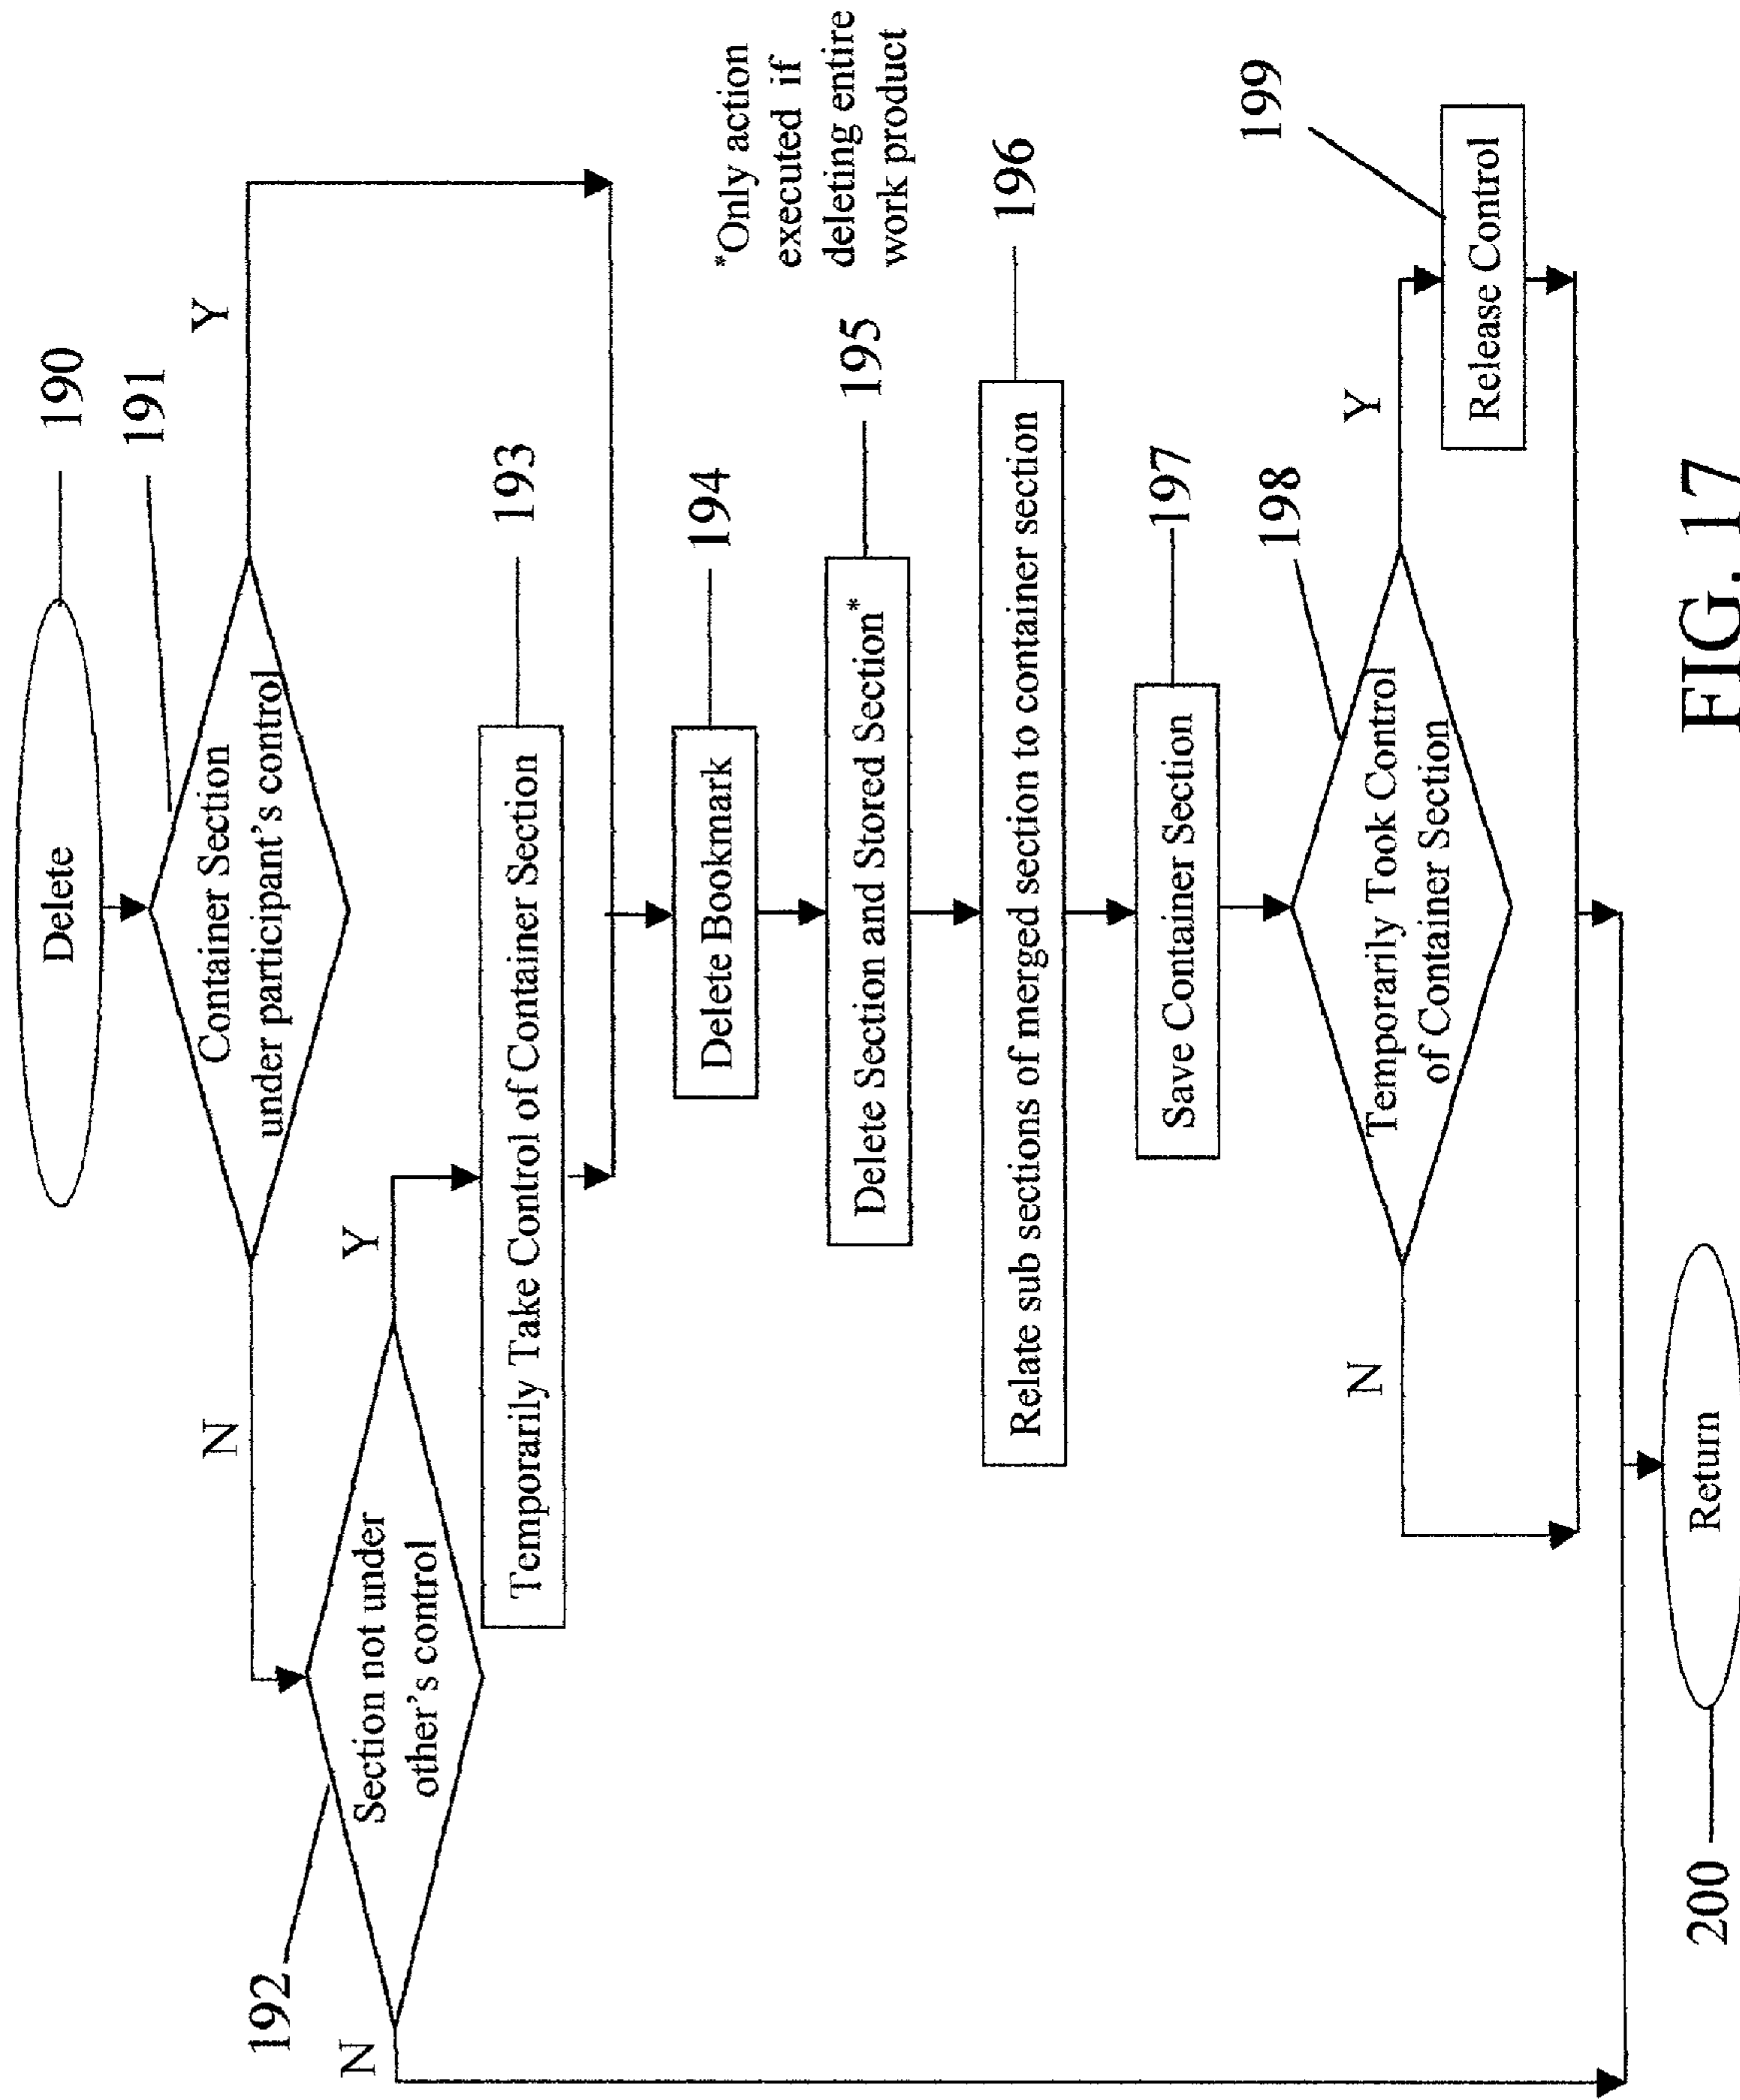 Delete
190
191
Container Section
under participant's control
Y
N
192
Section not under
other's control
Y
N
193
Temporarily Take Control of Container Section
194
Delete Bookmark
195
Delete Section and Stored Section*
*Only action
executed if
deleting entire
work product
196
Relate sub sections of merged section to container section
197
Save Container Section
198
Temporarily Took Control
of Container Section
Y
N
199
Release Control
Return
200
FIG. 17